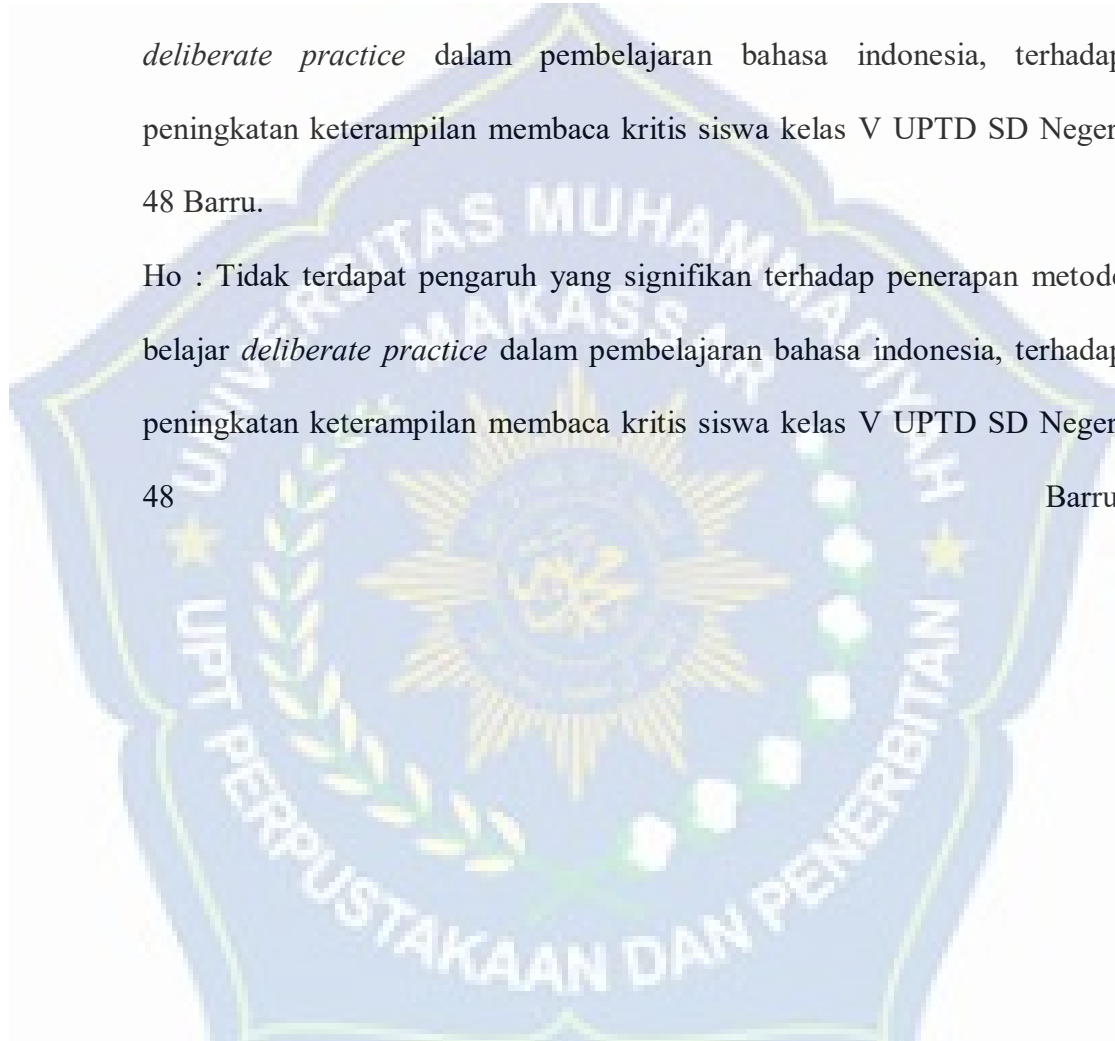 deliberate practice dalam pembelajaran bahasa indonesia, terhadap
peningkatan keterampilan membaca kritis siswa kelas V UPTD SD Neger
48 Barru.
Ho : Tidak terdapat pengaruh yang signifikan terhadap penerapan metode
belajar deliberate practice dalam pembelajaran bahasa indonesia, terhadap
peningkatan keterampilan membaca kritis siswa kelas V UPTD SD Neger
48 Barru
UNIVERSITAS MUHAMMADIYAH
MAKASSAR
UPT PERPUSTAKAAN DAN PENERBITAN